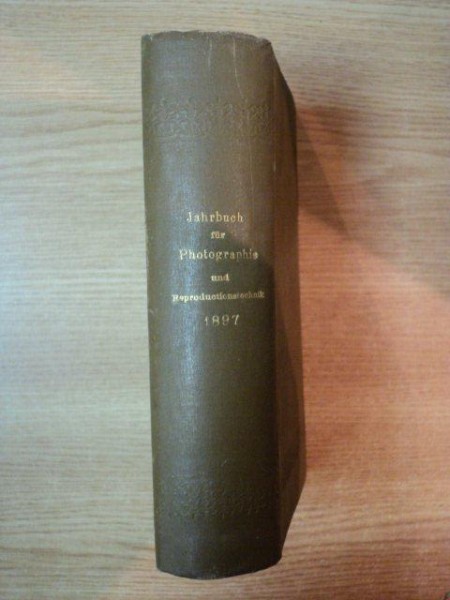 Jahrbuch
für
Photographie
und
Reproductionstechnik
1897